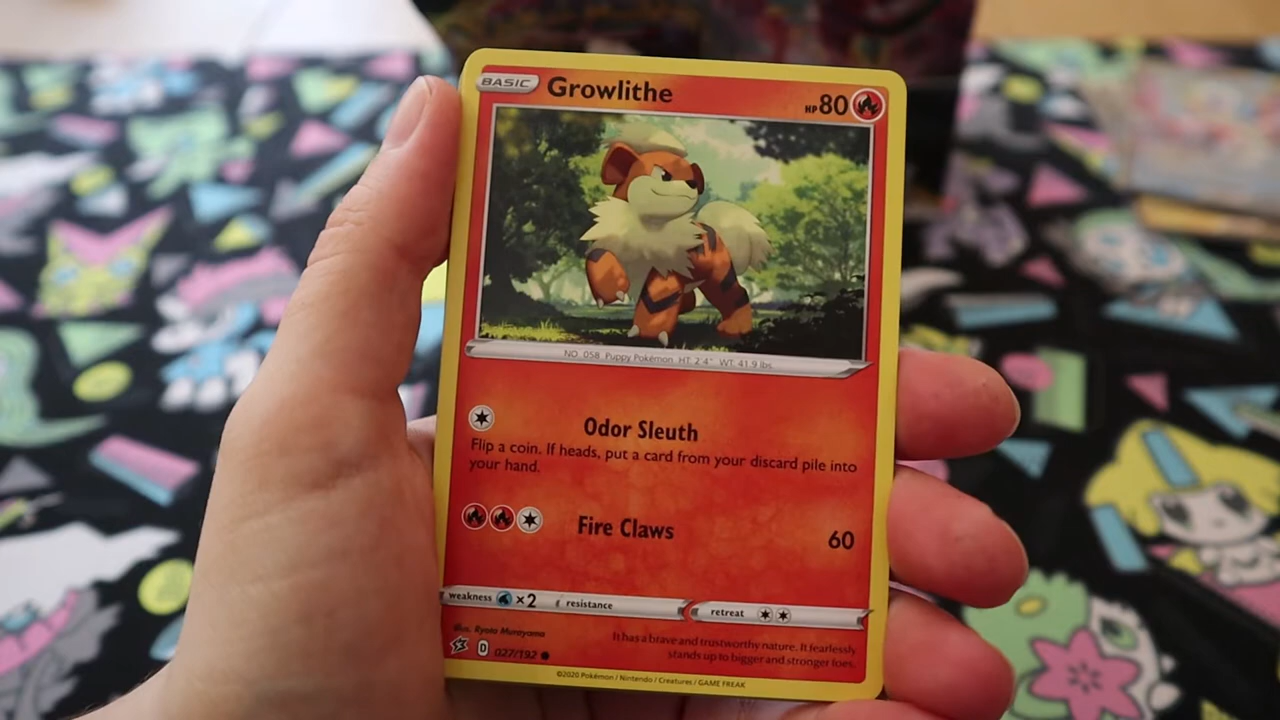 BASIC Growlithe HP 80
NO. 058 Puppy Pokémon HT: 2'4" WT: 41.9 lbs.
Odor Sleuth
Flip a coin. If heads, put a card from your discard pile into
your hand.
Fire Claws 60
weakness ×2 resistance retreat
Illus. Ryota Murayama
D 027/192
It has a brave and trustworthy nature. It fearlessly
stands up to bigger and stronger foes.
©2020 Pokémon / Nintendo / Creatures / GAME FREAK